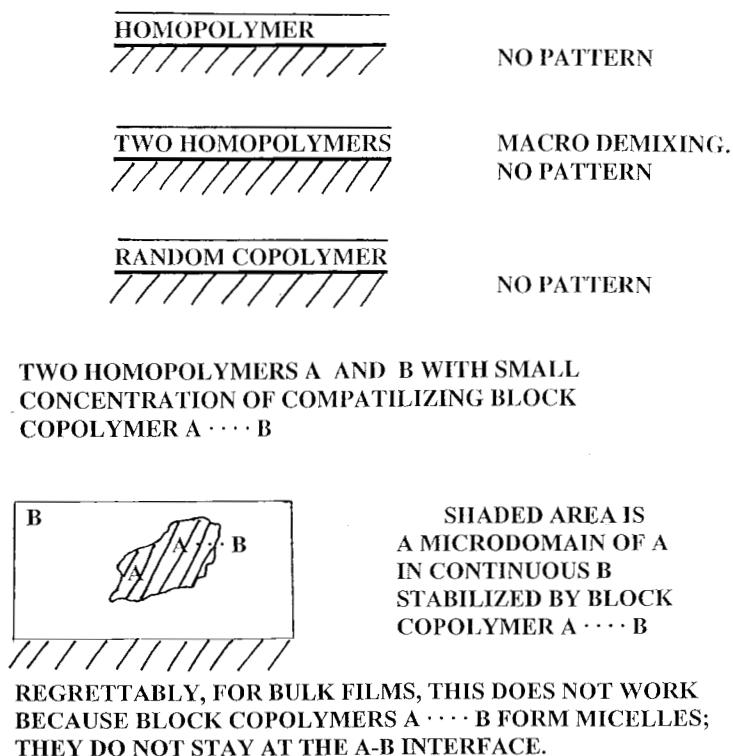 HOMOPOLYMER
NO PATTERN
TWO HOMOPOLYMERS
MACRO DEMIXING.
NO PATTERN
RANDOM COPOLYMER
NO PATTERN
TWO HOMOPOLYMERS A AND B WITH SMALL
CONCENTRATION OF COMPATILIZING BLOCK
COPOLYMER A ···· B
B
A ···· B
A
SHADED AREA IS
A MICRODOMAIN OF A
IN CONTINUOUS B
STABILIZED BY BLOCK
COPOLYMER A ···· B
REGRETTABLY, FOR BULK FILMS, THIS DOES NOT WORK
BECAUSE BLOCK COPOLYMERS A ···· B FORM MICELLES;
THEY DO NOT STAY AT THE A-B INTERFACE.